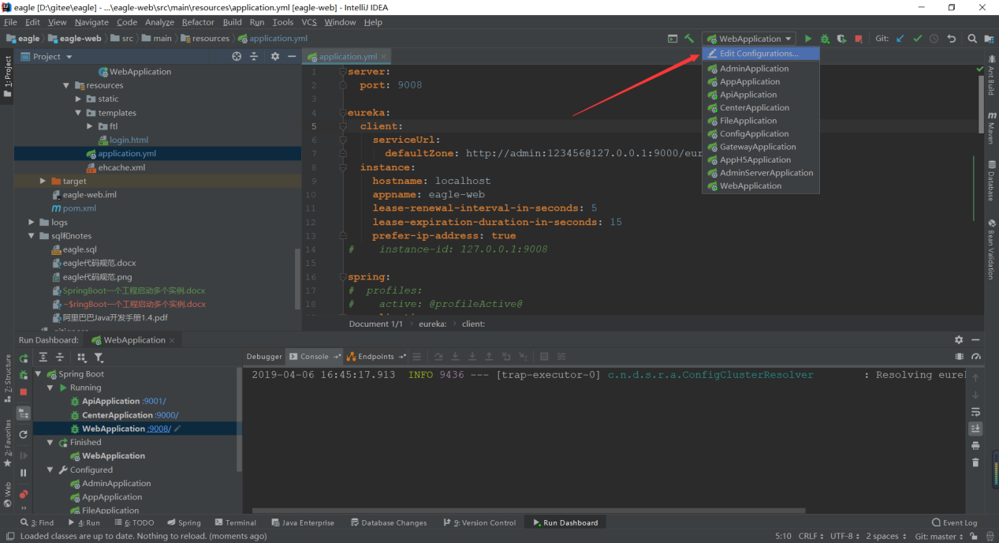 eagle [D:\gitee\eagle] - ...\eagle-web\src\main\resources\application.yml [eagle-web] - IntelliJ IDEA
File Edit View Navigate Code Analyze Refactor Build Run Tools VCS Window Help
eagle eagle-web src main resources application.yml
WebApplication Git:
Edit Configurations...
AdminApplication
AppApplication
ApiApplication
CenterApplication
FileApplication
ConfigApplication
GatewayApplication
AppH5Application
AdminServerApplication
WebApplication
1: Project
Project
WebApplication
resources
static
templates
ftl
login.html
application.yml
ehcache.xml
target
eagle-web.iml
pom.xml
logs
sql和notes
eagle.sql
eagle代码规范.docx
eagle代码规范.png
SpringBoot一个工程启动多个实例.docx
~$ringBoot一个工程启动多个实例.docx
阿里巴巴Java开发手册1.4.pdf
application.yml
1 server:
2 port: 9008
3
4 eureka:
5 client:
6 serviceUrl:
7 defaultZone: http://admin:123456@127.0.0.1:9000/eur
8 instance:
9 hostname: localhost
10 appname: eagle-web
11 lease-renewal-interval-in-seconds: 5
12 lease-expiration-duration-in-seconds: 15
13 prefer-ip-address: true
14 # instance-id: 127.0.0.1:9008
15
16 spring:
17 # profiles:
18 # active: @profileActive@
Document 1/1 eureka: client:
Ant Build
Maven
Database
Bean Validation
Run Dashboard: WebApplication
Debugger Console Endpoints
Spring Boot
Running
ApiApplication :9001/
CenterApplication :9000/
WebApplication :9008/
Finished
WebApplication
Configured
AdminApplication
AppApplication
FileApplication
2019-04-06 16:45:17.913 INFO 9436 --- [trap-executor-0] c.n.d.s.r.a.ConfigClusterResolver : Resolving eurel
7: Structure
2: Favorites
Web
3: Find 4: Run 6: TODO Spring Terminal Java Enterprise Database Changes 9: Version Control Run Dashboard Event Log
Loaded classes are up to date. Nothing to reload. (moments ago) 5:10 CRLF UTF-8 2 spaces Git: master